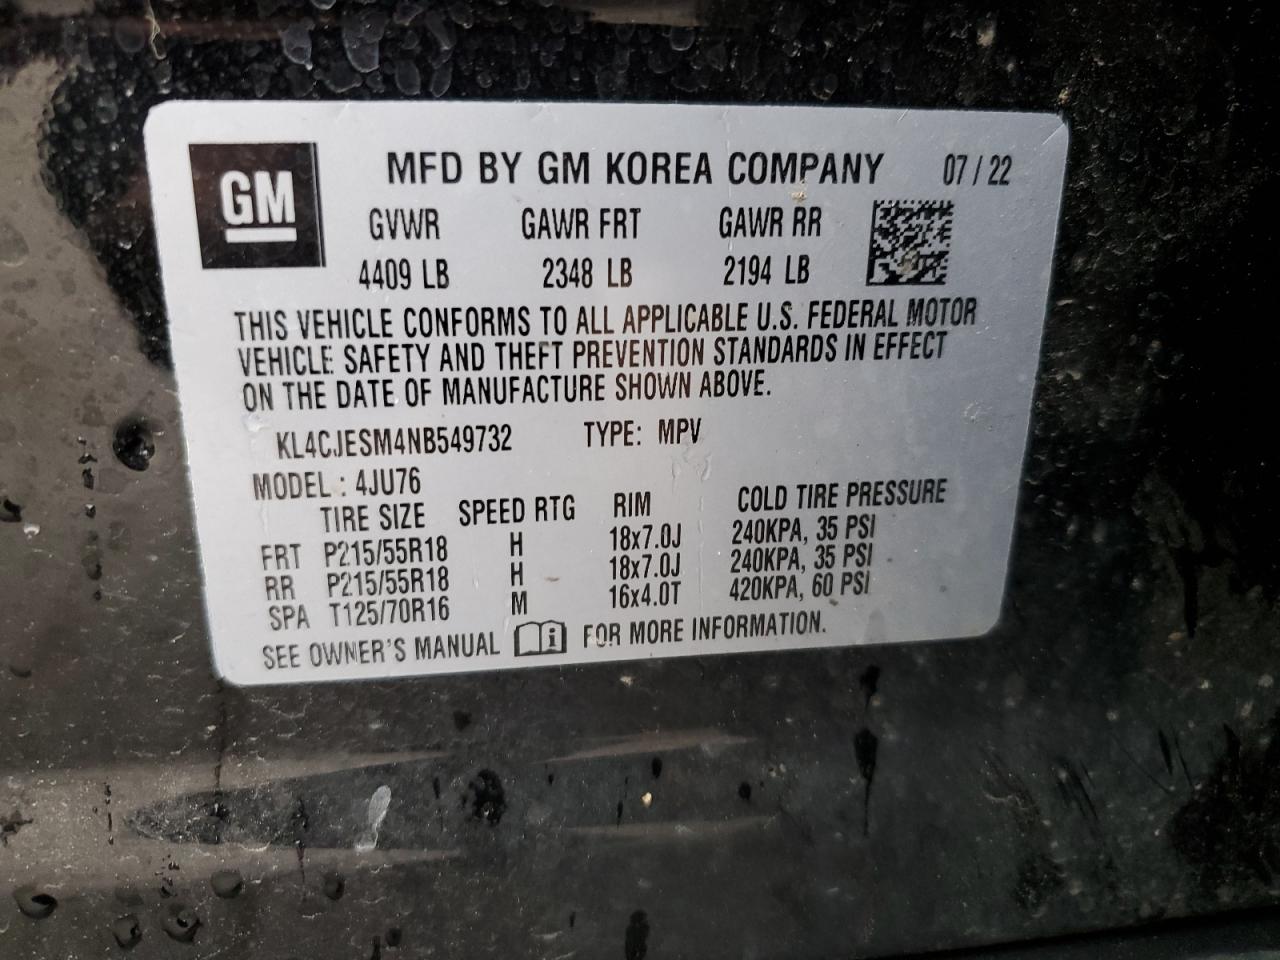 GM
MFD BY GM KOREA COMPANY 07/22
GVWR GAWR FRT GAWR RR
4409 LB 2348 LB 2194 LB
THIS VEHICLE CONFORMS TO ALL APPLICABLE U.S. FEDERAL MOTOR
VEHICLE SAFETY AND THEFT PREVENTION STANDARDS IN EFFECT
ON THE DATE OF MANUFACTURE SHOWN ABOVE.
KL4CJESM4NB549732 TYPE: MPV
MODEL: 4JU76
TIRE SIZE SPEED RTG RIM COLD TIRE PRESSURE
FRT P215/55R18 H 18x7.0J 240KPA, 35 PSI
RR P215/55R18 H 18x7.0J 240KPA, 35 PSI
SPA T125/70R16 M 16x4.0T 420KPA, 60 PSI
SEE OWNER'S MANUAL i FOR MORE INFORMATION.